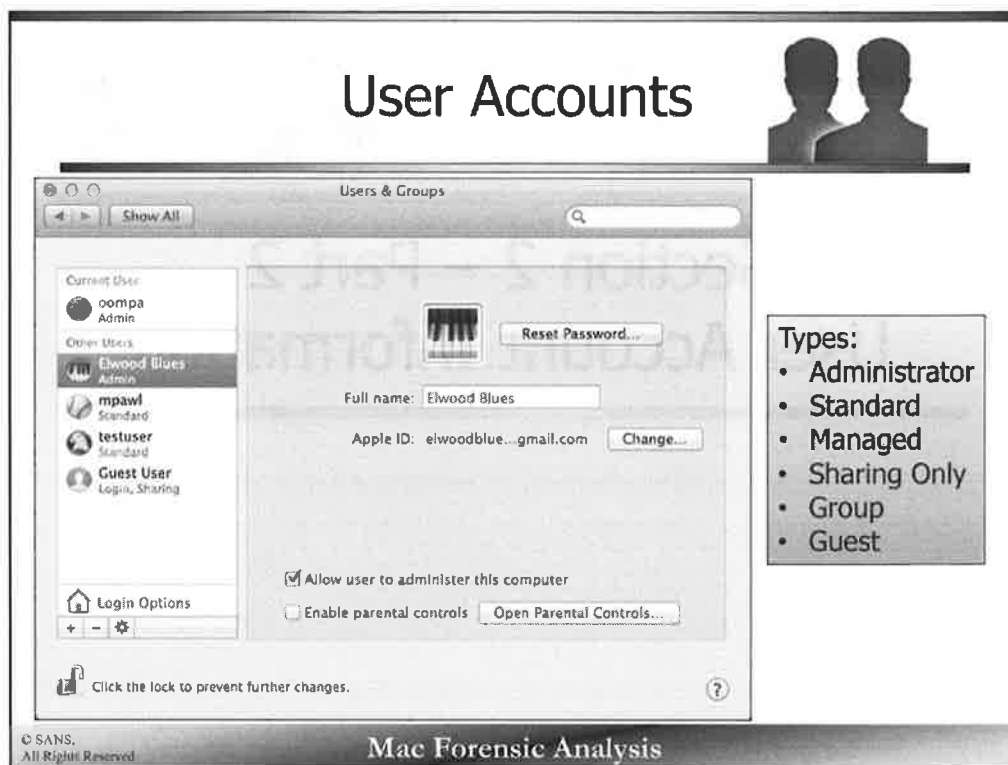 User Accounts
Users & Groups
Show All
Current User
oompa
Admin
Other Users
Elwood Blues
Admin
mpawl
Standard
testuser
Standard
Guest User
Login, Sharing
Login Options
+ -
Reset Password...
Full name: Elwood Blues
Apple ID: elwoodblue...gmail.com Change...
Allow user to administer this computer
Enable parental controls Open Parental Controls...
Click the lock to prevent further changes.
?
Types:
• Administrator
• Standard
• Managed
• Sharing Only
• Group
• Guest
© SANS,
All Rights Reserved
Mac Forensic Analysis